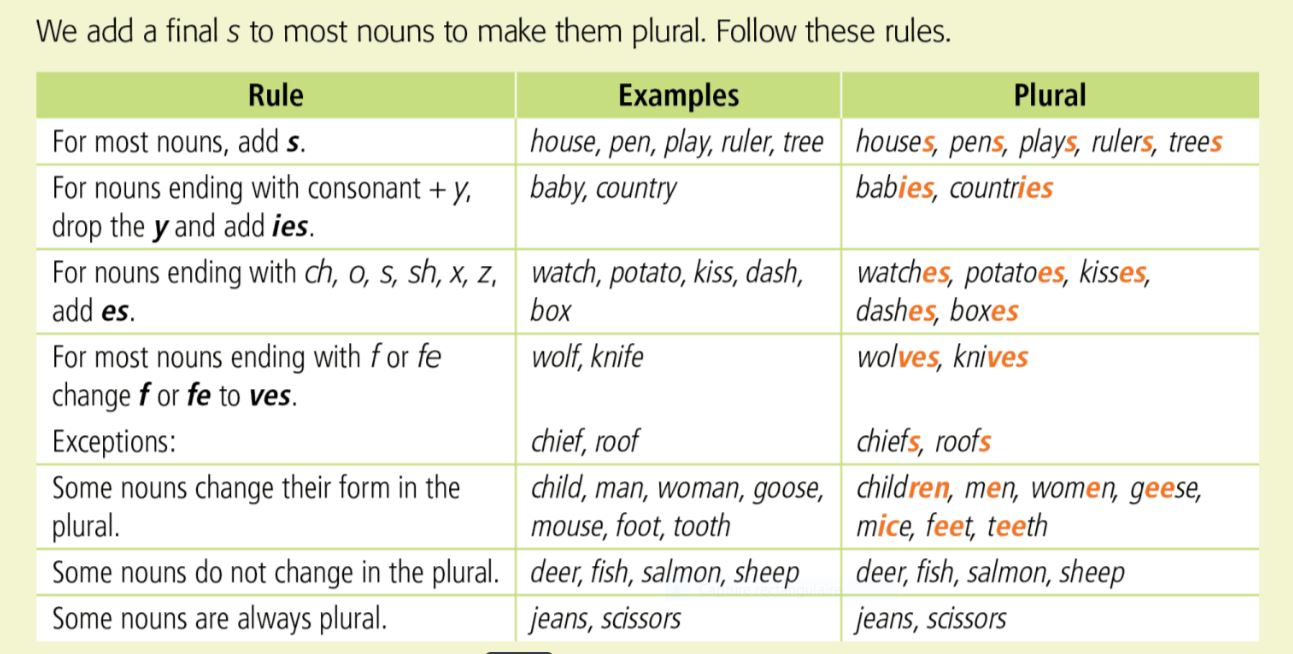 We add a final s to most nouns to make them plural. Follow these rules.
Rule Examples Plural
For most nouns, add s. house, pen, play, ruler, tree houses, pens, plays, rulers, trees
For nouns ending with consonant + y, baby, country babies, countries
drop the y and add ies.
For nouns ending with ch, o, s, sh, x, z, watch, potato, kiss, dash, watches, potatoes, kisses,
add es. box dashes, boxes
For most nouns ending with f or fe wolf, knife wolves, knives
change f or fe to ves.
Exceptions: chief, roof chiefs, roofs
Some nouns change their form in the child, man, woman, goose, children, men, women, geese,
plural. mouse, foot, tooth mice, feet, teeth
Some nouns do not change in the plural. deer, fish, salmon, sheep deer, fish, salmon, sheep
Capture rectangulaire
Some nouns are always plural. jeans, scissors jeans, scissors